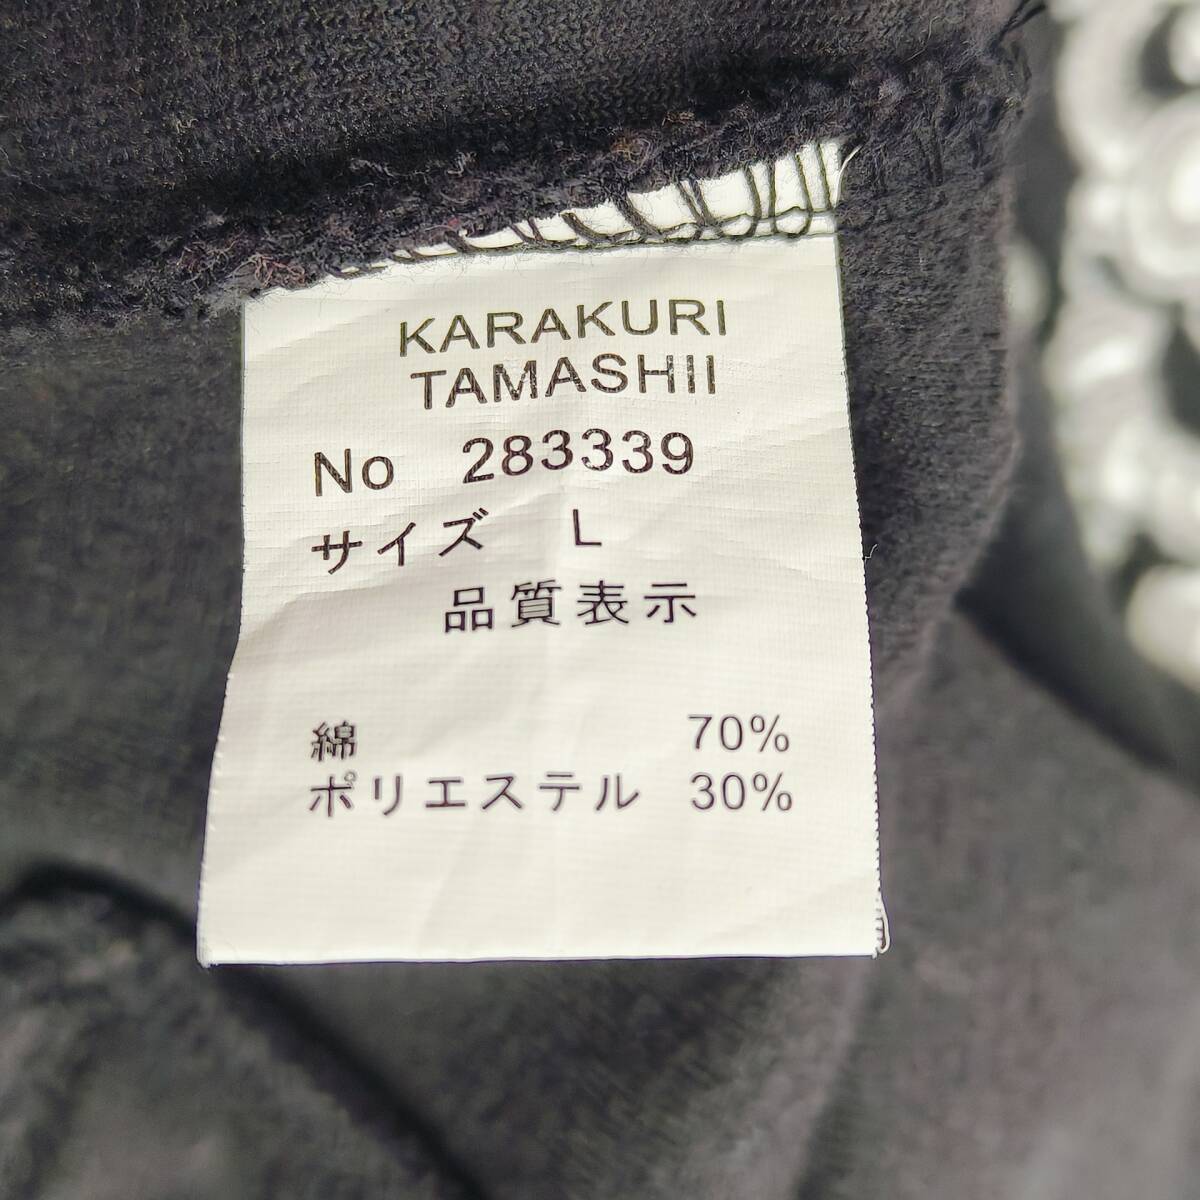 KARAKURI
TAMASHII
No 283339
サイズ L
品質表示
綿 70%
ポリエステル 30%